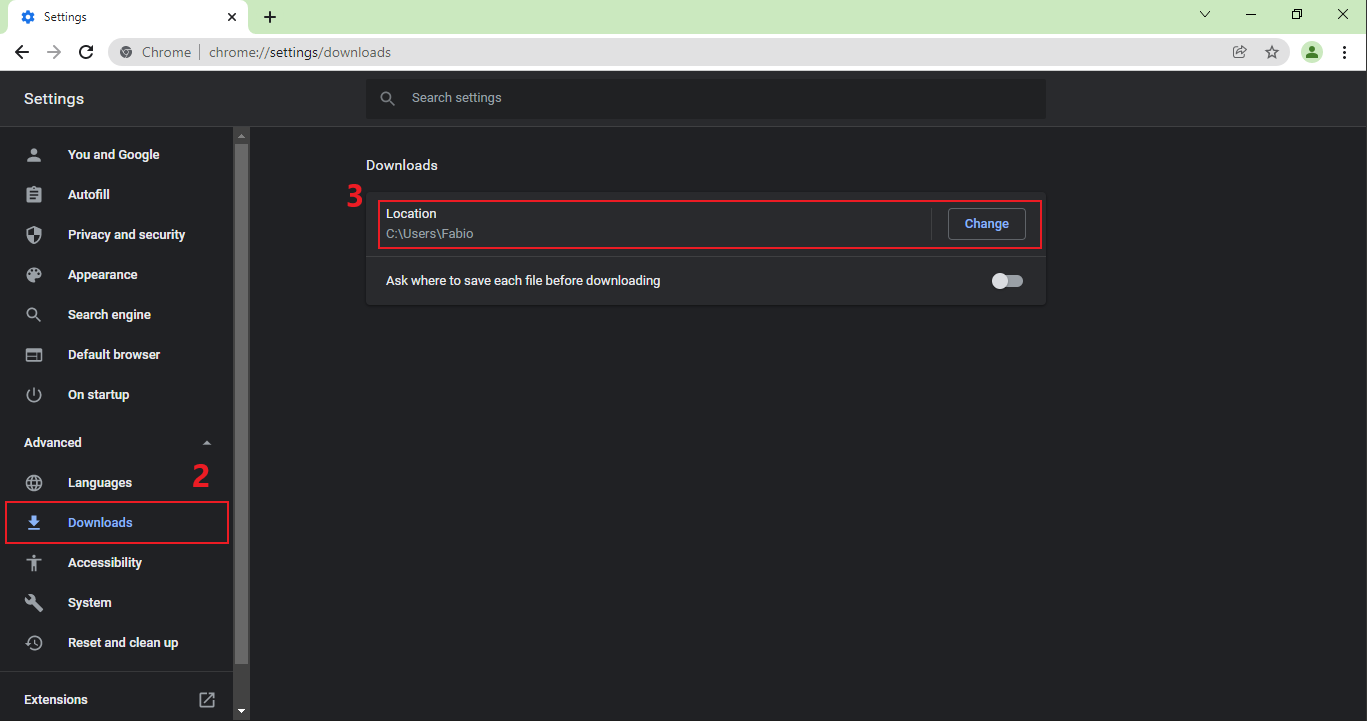 Settings
Chrome | chrome://settings/downloads
Settings
Search settings
You and Google
Autofill
Privacy and security
Appearance
Search engine
Default browser
On startup
Advanced
2
Languages
Downloads
Accessibility
System
Reset and clean up
Extensions
Downloads
3
Location
C:\Users\Fabio
Change
Ask where to save each file before downloading